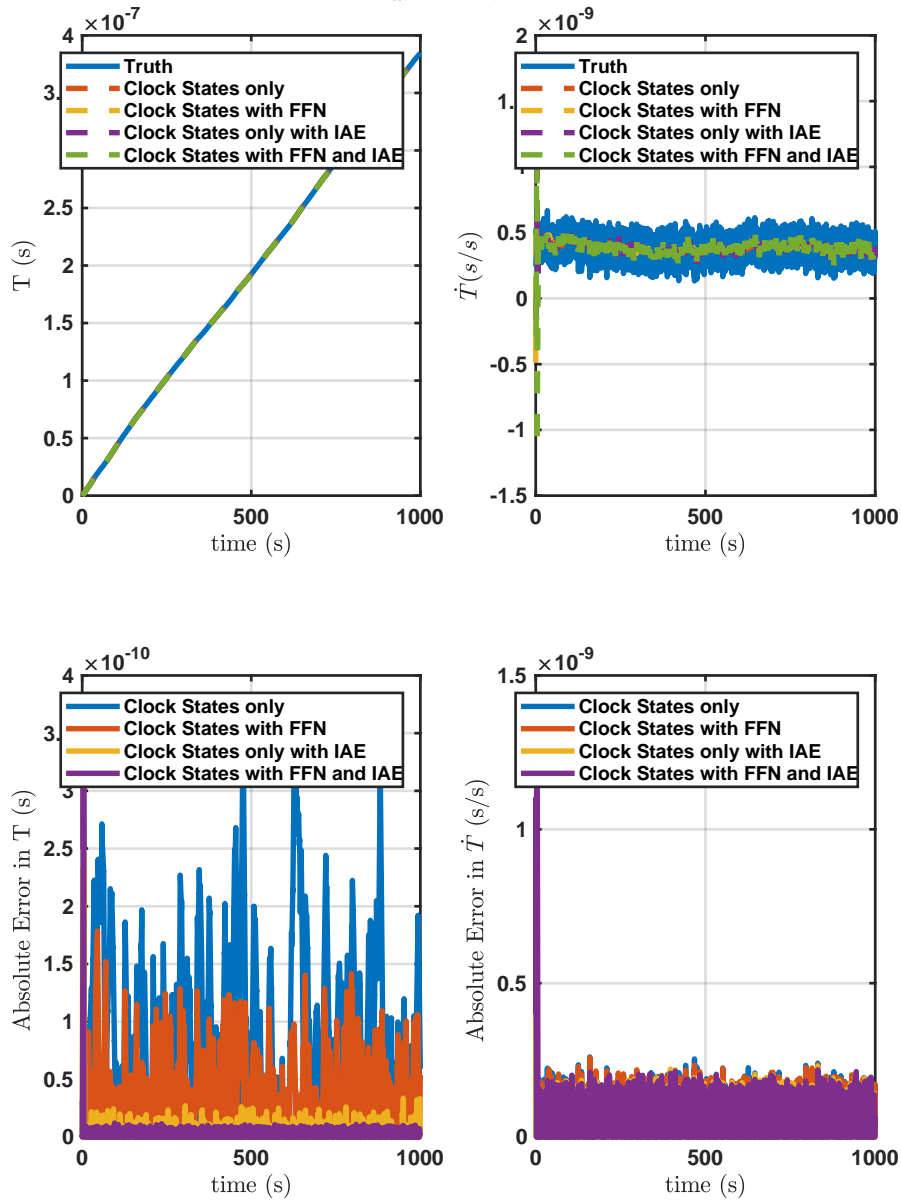 ×10-7
4
3.
2.5
2
1.5
1
0.5
0
Truth
Clock States only
Clock States with FFN
Clock States only with IAE
Clock States with FFN and IAE
T (s)
0 500 1000
time (s)
×10-9
2
1.
1
0.5
0
-0.5
-1
-1.5
Truth
Clock States only
Clock States with FFN
Clock States only with IAE
Clock States with FFN and IAE
Ṫ(s/s)
0 500 1000
time (s)
×10-10
4
3.
3
2.5
2
1.5
1
0.5
0
Clock States only
Clock States with FFN
Clock States only with IAE
Clock States with FFN and IAE
Absolute Error in T (s)
0 500 1000
time (s)
×10-9
1.5
1
0.5
0
Clock States only
Clock States with FFN
Clock States only with IAE
Clock States with FFN and IAE
Absolute Error in Ṫ (s/s)
0 500 1000
time (s)